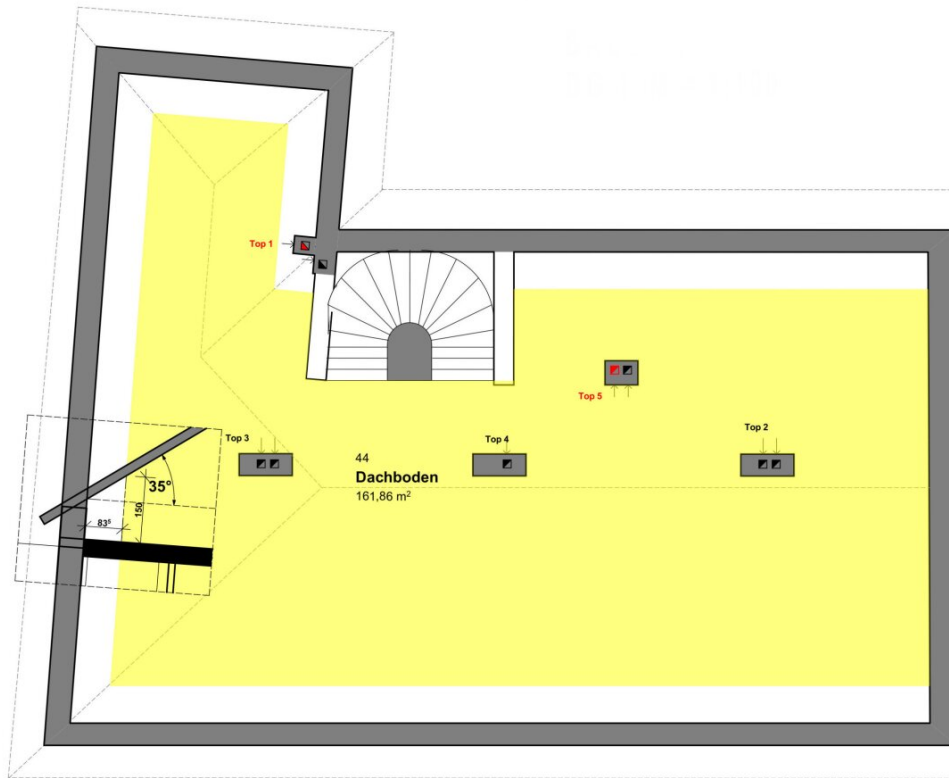 Top 1
Top 5
Top 3
Top 4
Top 2
44
Dachboden
161,86 m²
35°
150
83⁵